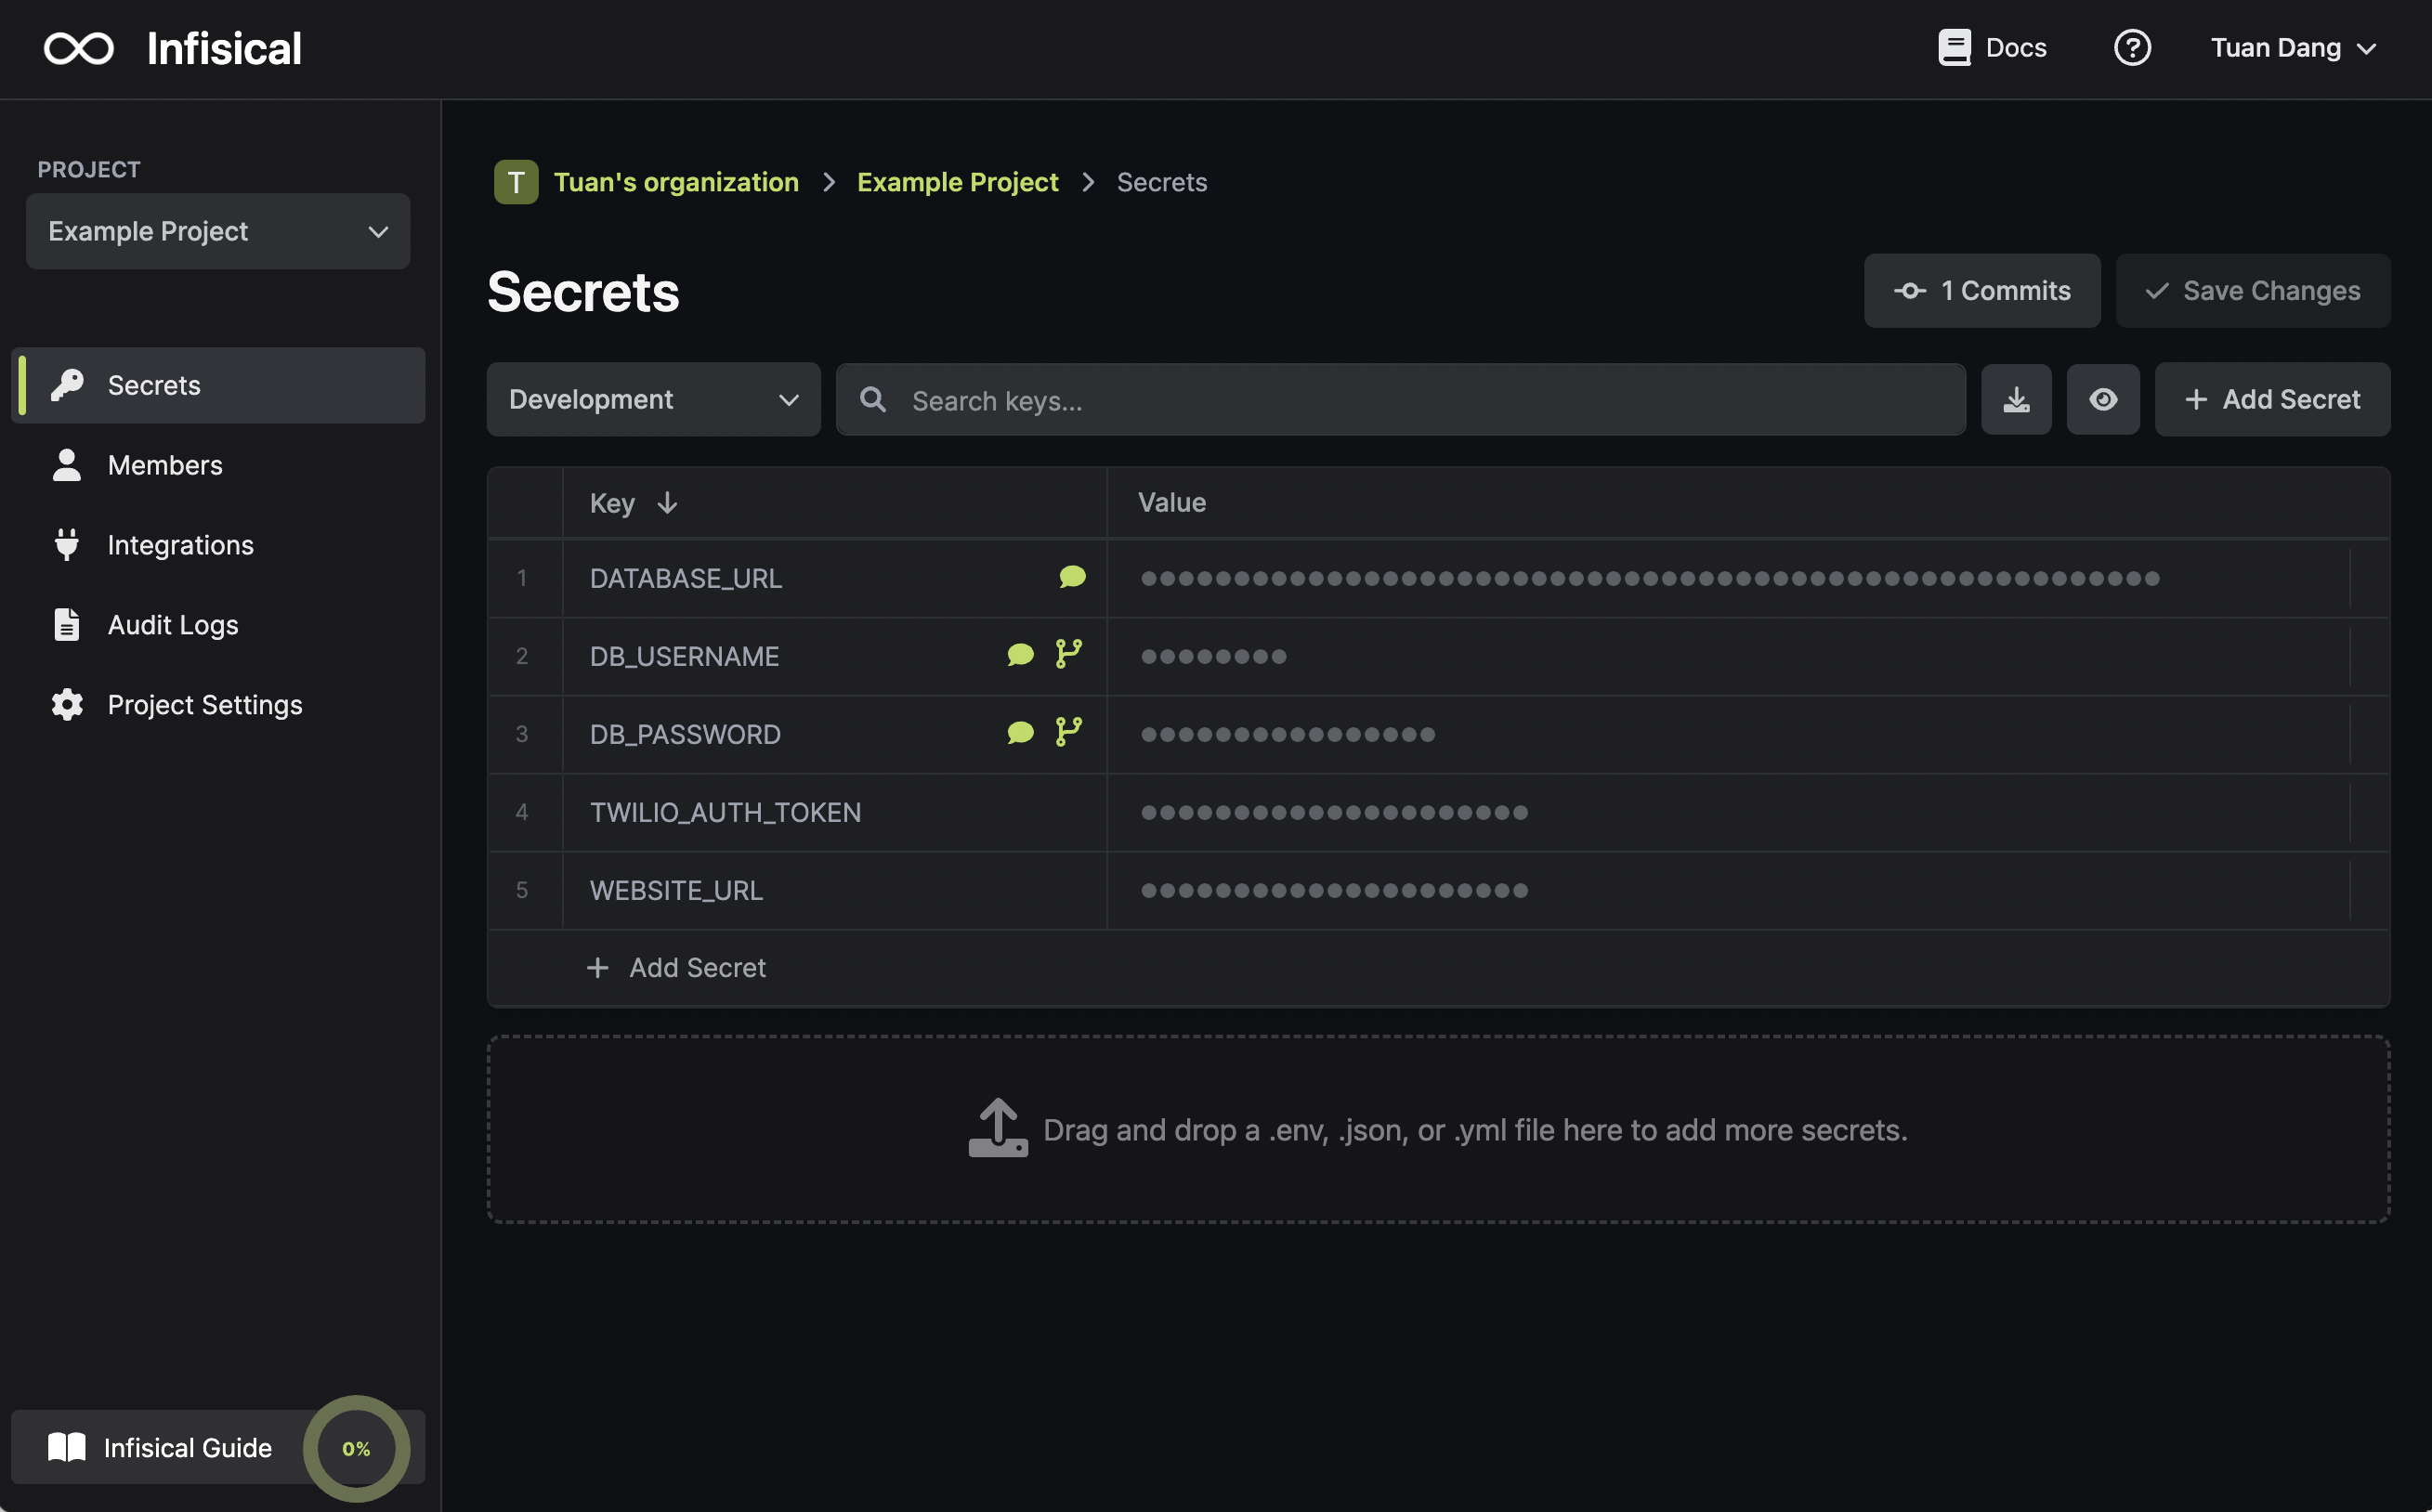 Infisical
Docs
Tuan Dang
PROJECT
Example Project
Secrets
Members
Integrations
Audit Logs
Project Settings
Infisical Guide
0%
T Tuan's organization > Example Project > Secrets
Secrets
1 Commits
Save Changes
Development
Search keys...
+ Add Secret
Key Value
1 DATABASE_URL
2 DB_USERNAME
3 DB_PASSWORD
4 TWILIO_AUTH_TOKEN
5 WEBSITE_URL
+ Add Secret
Drag and drop a .env, .json, or .yml file here to add more secrets.